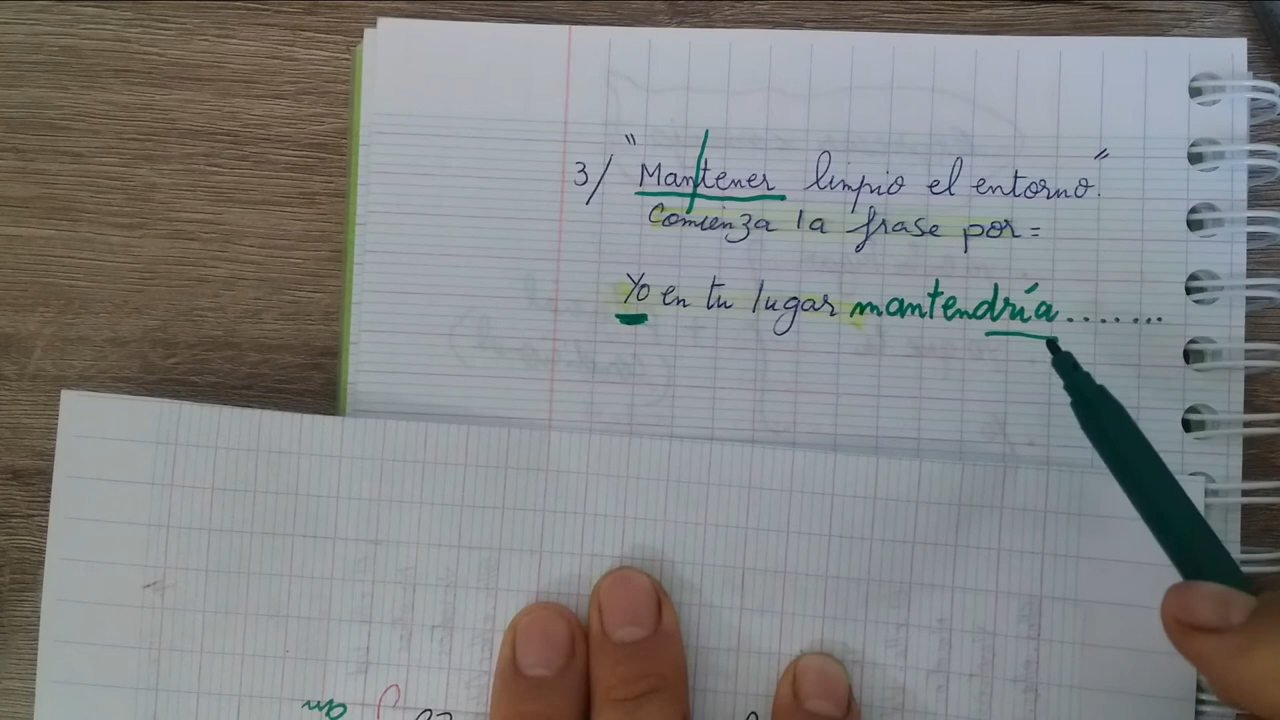 3/ "Mantener limpio el entorno."
Comienza la frase por =
Yo en tu lugar mantendría........